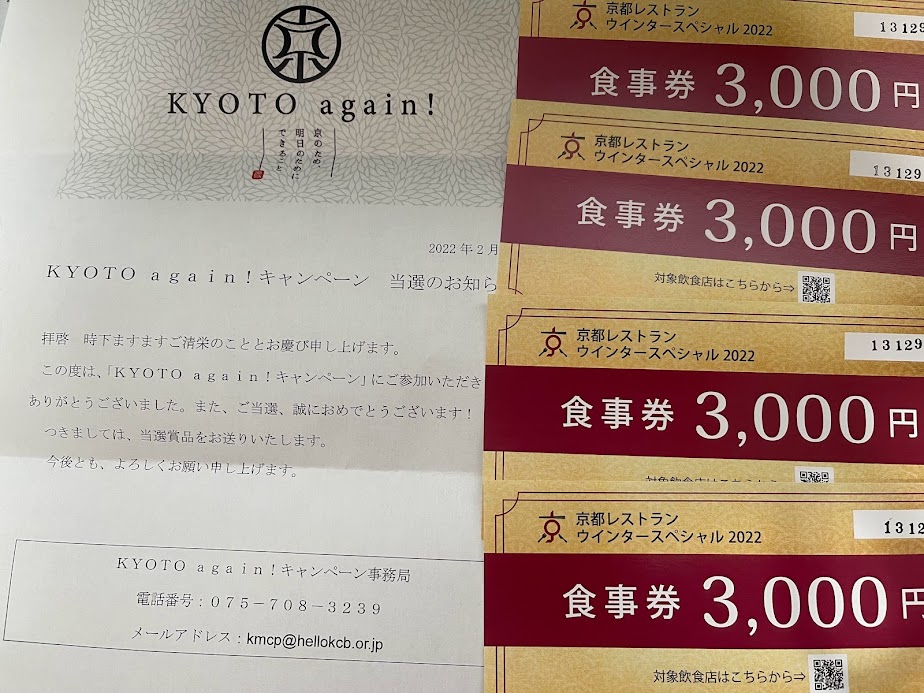 KYOTO again!
京のため、
明日のために
できること
2022年2月
KYOTO again!キャンペーン 当選のお知ら
拝啓 時下ますますご清栄のこととお慶び申し上げます。
この度は、「KYOTO again!キャンペーン」にご参加いただき
ありがとうございました。また、ご当選、誠におめでとうございます!
つきましては、当選賞品をお送りいたします。
今後とも、よろしくお願い申し上げます。
KYOTO again!キャンペーン事務局
電話番号:075-708-3239
メールアドレス:kmcp@hellokcb.or.jp
京都レストラン
ウインタースペシャル 2022
13129
食事券 3,000円
京都レストラン
ウインタースペシャル 2022
13129
食事券 3,000円
対象飲食店はこちらから⇒
京都レストラン
ウインタースペシャル 2022
13129
食事券 3,000円
対象飲食店はこちらから⇒
京都レストラン
ウインタースペシャル 2022
1312
食事券 3,000円
対象飲食店はこちらから⇒